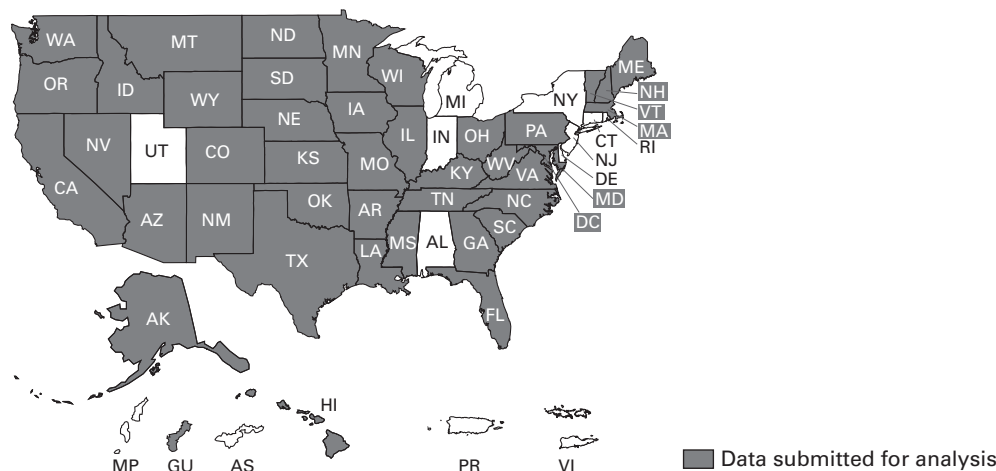 WA
MT
ND
MN
ME
OR
ID
SD
WI
NH
WY
MI
NY
VT
IA
MA
NE
RI
NV
UT
CO
IL
IN
OH
PA
CT
KS
MO
WV
NJ
CA
KY
VA
DE
MD
OK
TN
NC
AZ
NM
AR
DC
SC
MS
AL
GA
LA
TX
FL
AK
HI
MP
GU
AS
PR
VI
Data submitted for analysis